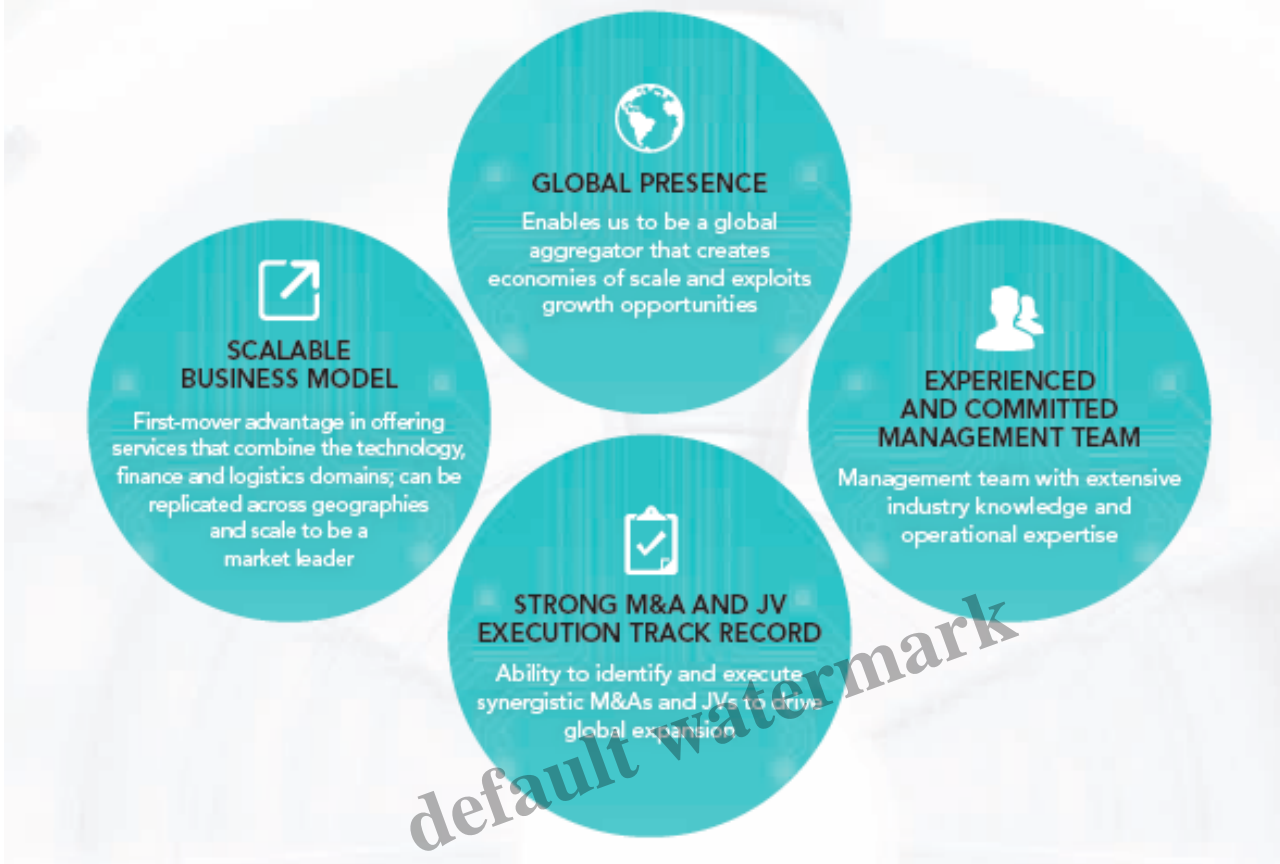 GLOBAL PRESENCE
Enables us to be a global
aggregator that creates
economies of scale and exploits
growth opportunities
SCALABLE
BUSINESS MODEL
First-mover advantage in offering
services that combine the technology,
finance and logistics domains; can be
replicated across geographies
and scale to be a
market leader
EXPERIENCED
AND COMMITTED
MANAGEMENT TEAM
Management team with extensive
industry knowledge and
operational expertise
STRONG M&A AND JV
EXECUTION TRACK RECORD
Ability to identify and execute
synergistic M&As and JVs to drive
global expansion
default watermark